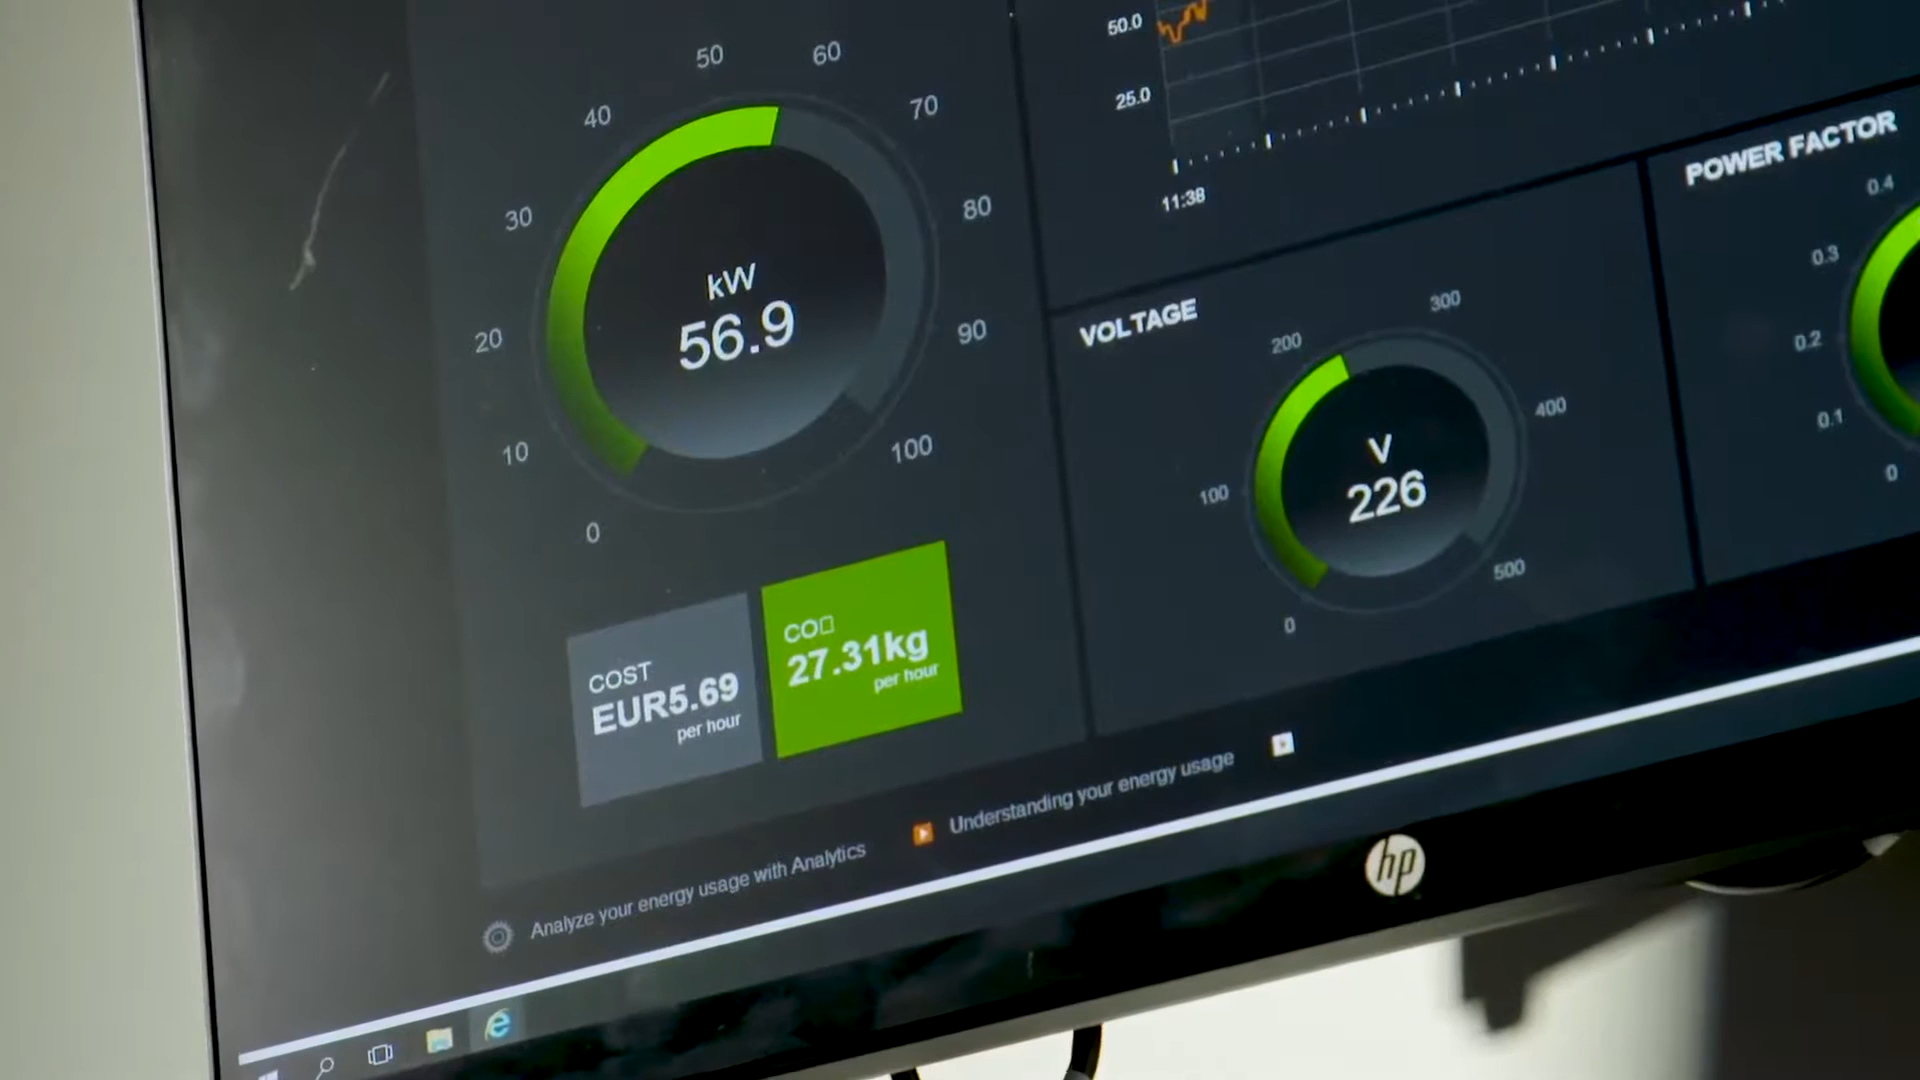 50
60
40
70
30
80
20
90
10
100
0
kW
56.9
COST
EUR5.69
per hour
CO□
27.31kg
per hour
50.0
25.0
11:38
VOLTAGE
300
200
400
100
500
0
V
226
POWER FACTOR
0.4
0.3
0.2
0.1
0
Analyze your energy usage with Analytics
Understanding your energy usage
hp